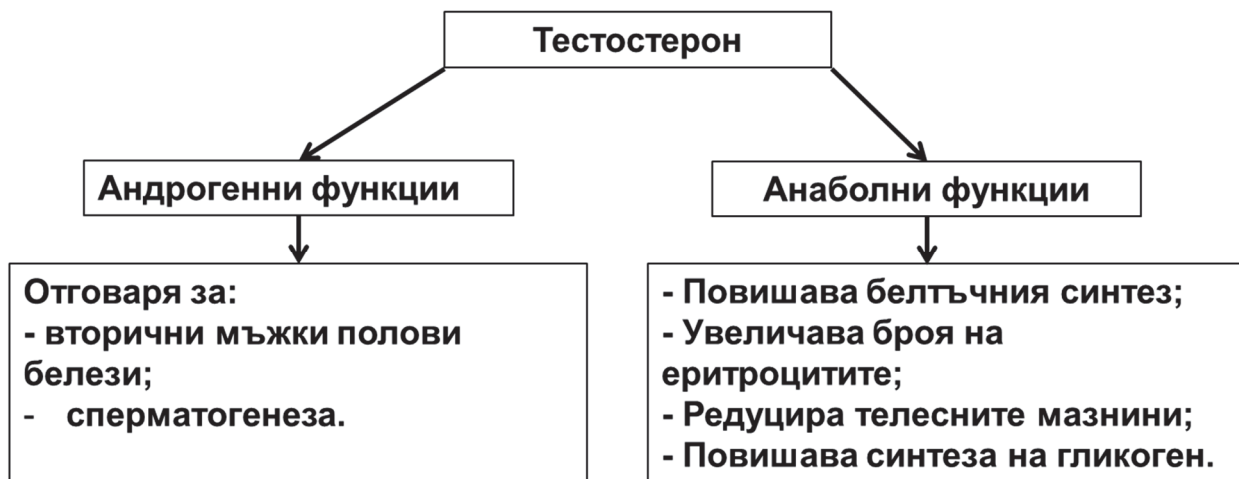 Тестостерон
Андрогенни функции
Анаболни функции
Отговаря за:
- вторични мъжки полови
белези;
- сперматогенеза.
- Повишава белтъчния синтез;
- Увеличава броя на
еритроцитите;
- Редуцира телесните мазнини;
- Повишава синтеза на гликоген.